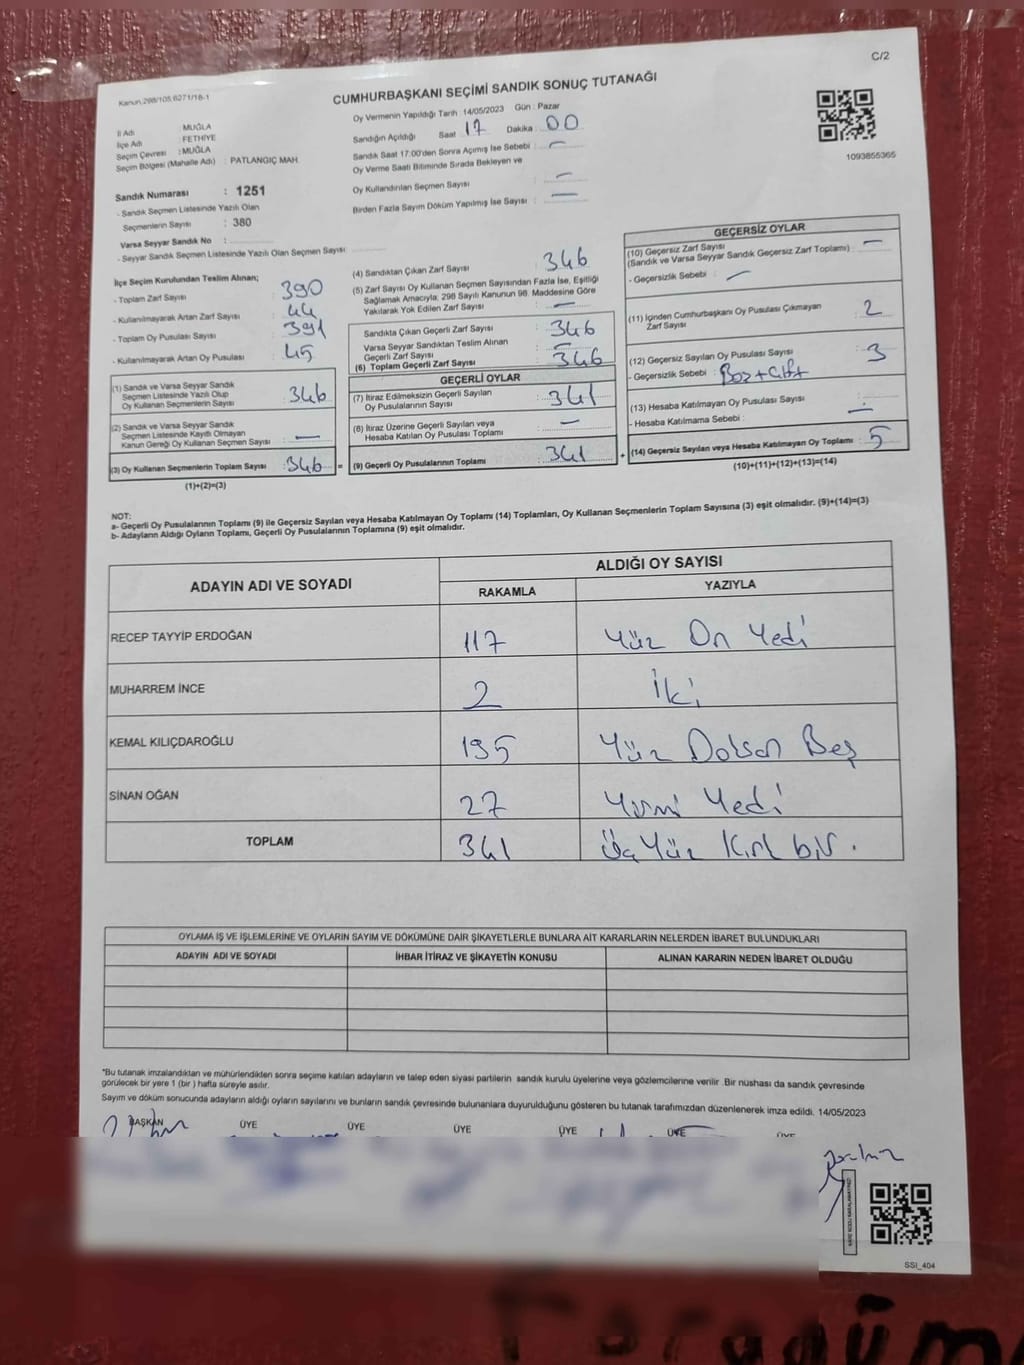 C/2
Kanun,298/105,6271/18-1
CUMHURBAŞKANI SEÇİMİ SANDIK SONUÇ TUTANAĞI
İl Adı : MUĞLA
İlçe Adı : FETHİYE
Seçim Çevresi : MUĞLA
Seçim Bölgesi (Mahalle Adı) : PATLANGIÇ MAH.
Oy Vermenin Yapıldığı Tarih 14/05/2023 Gün : Pazar
Sandığın Açıldığı Saat : 17 Dakika : 00
Sandık Saat 17:00'den Sonra Açımış İse Sebebi : —
Oy Verme Saati Bitiminde Sırada Bekleyen ve
Oy Kullandırılan Seçmen Sayısı : —
Birden Fazla Sayım Döküm Yapılmış İse Sayısı : —
1093855365
Sandık Numarası : 1251
- Sandık Seçmen Listesinde Yazılı Olan
Seçmenlerin Sayısı : 380
Varsa Seyyar Sandık No :
- Seyyar Sandık Seçmen Listesinde Yazılı Olan Seçmen Sayısı :
İlçe Seçim Kurulundan Teslim Alınan;
- Toplam Zarf Sayısı : 390
- Kullanılmayarak Artan Zarf Sayısı : 44
- Toplam Oy Pusulası Sayısı : 391
- Kullanılmayarak Artan Oy Pusulası : 45
(1) Sandık ve Varsa Seyyar Sandık
Seçmen Listesinde Yazılı Olup
Oy Kullanan Seçmenlerin Sayısı : 346
(2) Sandık ve Varsa Seyyar Sandık
Seçmen Listesinde Kayıtlı Olmayan
Kanun Gereği Oy Kullanan Seçmen Sayısı : —
(3) Oy Kullanan Seçmenlerin Toplam Sayısı : 346 =
(1)+(2)=(3)
(4) Sandıktan Çıkan Zarf Sayısı : 346
(5) Zarf Sayısı Oy Kullanan Seçmen Sayısından Fazla İse, Eşitliği
Sağlamak Amacıyla; 298 Sayılı Kanunun 98. Maddesine Göre
Yakılarak Yok Edilen Zarf Sayısı : —
Sandıkta Çıkan Geçerli Zarf Sayısı : 346
Varsa Seyyar Sandıktan Teslim Alınan
Geçerli Zarf Sayısı : —
(6) Toplam Geçerli Zarf Sayısı : 346
GEÇERLİ OYLAR
(7) İtiraz Edilmeksizin Geçerli Sayılan
Oy Pusulalarının Sayısı : 341
(8) İtiraz Üzerine Geçerli Sayılan veya
Hesaba Katılan Oy Pusulası Toplamı : —
(9) Geçerli Oy Pusulalarının Toplamı : 341 +
GEÇERSİZ OYLAR
(10) Geçersiz Zarf Sayısı : —
(Sandık ve Varsa Seyyar Sandık Geçersiz Zarf Toplamı)
- Geçersizlik Sebebi : —
(11) İçinden Cumhurbaşkanı Oy Pusulası Çıkmayan
Zarf Sayısı : 2
(12) Geçersiz Sayılan Oy Pusulası Sayısı : 3
- Geçersizlik Sebebi : Boş+Çift
(13) Hesaba Katılmayan Oy Pusulası Sayısı : —
- Hesaba Katılmama Sebebi :
(14) Geçersiz Sayılan veya Hesaba Katılmayan Oy Toplamı : 5
(10)+(11)+(12)+(13)=(14)
NOT:
a- Geçerli Oy Pusulalarının Toplamı (9) ile Geçersiz Sayılan veya Hesaba Katılmayan Oy Toplamı (14) Toplamları, Oy Kullanan Seçmenlerin Toplam Sayısına (3) eşit olmalıdır. (9)+(14)=(3)
b- Adayların Aldığı Oyların Toplamı, Geçerli Oy Pusulalarının Toplamına (9) eşit olmalıdır.
ADAYIN ADI VE SOYADI ALDIĞI OY SAYISI
RAKAMLA YAZIYLA
RECEP TAYYİP ERDOĞAN 117 Yüz On Yedi
MUHARREM İNCE 2 İki
KEMAL KILIÇDAROĞLU 195 Yüz Doksan Beş
SİNAN OĞAN 27 Yirmi Yedi
TOPLAM 341 Üç Yüz Kırk bir.
OYLAMA İŞ VE İŞLEMLERİNE VE OYLARIN SAYIM VE DÖKÜMÜNE DAİR ŞİKAYETLERLE BUNLARA AİT KARARLARIN NELERDEN İBARET BULUNDUKLARI
ADAYIN ADI VE SOYADI İHBAR İTİRAZ VE ŞİKAYETİN KONUSU ALINAN KARARIN NEDEN İBARET OLDUĞU
*Bu tutanak imzalandıktan ve mühürlendikten sonra seçime katılan adayların ve talep eden siyasi partilerin sandık kurulu üyelerine veya gözlemcilerine verilir .Bir nüshası da sandık çevresinde
görülecek bir yere 1 (bir ) hafta süreyle asılır.
Sayım ve döküm sonucunda adayların aldığı oyların sayılarını ve bunların sandık çevresinde bulunanlara duyurulduğunu gösteren bu tutanak tarafımızdan düzenlenerek imza edildi. 14/05/2023
BAŞKAN ÜYE ÜYE ÜYE ÜYE ÜYE ÜYE
SSI_404